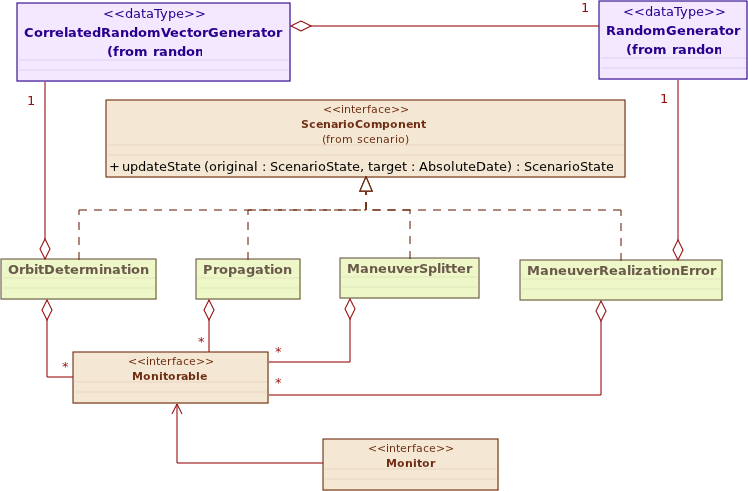 <<dataType>>
CorrelatedRandomVectorGenerator
(from randon
1
<<dataType>>
RandomGenerator
(from randon
1
1
<<interface>>
ScenarioComponent
(from scenario)
+ updateState (original : ScenarioState, target : AbsoluteDate) : ScenarioState
OrbitDetermination
Propagation
ManeuverSplitter
ManeuverRealizationError
*
*
*
*
<<interface>>
Monitorable
<<interface>>
Monitor